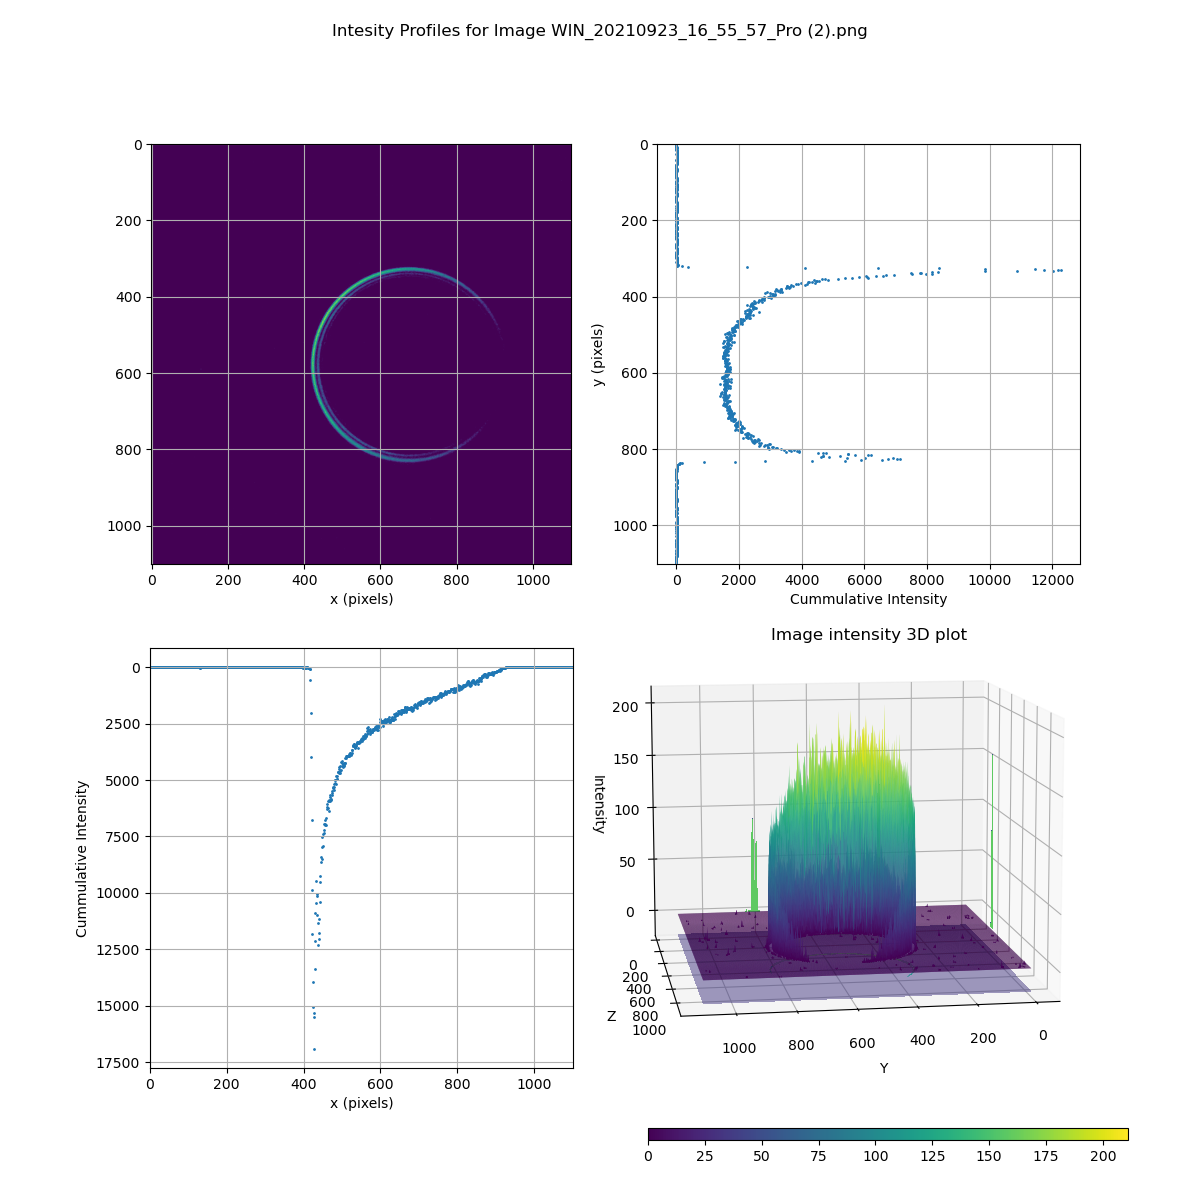 Intesity Profiles for Image WIN_20210923_16_55_57_Pro (2).png
0
200
400
600
800
1000
0 200 400 600 800 1000
x (pixels)
0
200
400
600
800
1000
y (pixels)
0 2000 4000 6000 8000 10000 12000
Cummulative Intensity
0
2500
5000
7500
10000
12500
15000
17500
Cummulative Intensity
0 200 400 600 800 1000
x (pixels)
Image intensity 3D plot
200
150
100
50
0
Intensity
0
200
400
600
800
1000
Z
1000 800 600 400 200 0
Y
0 25 50 75 100 125 150 175 200